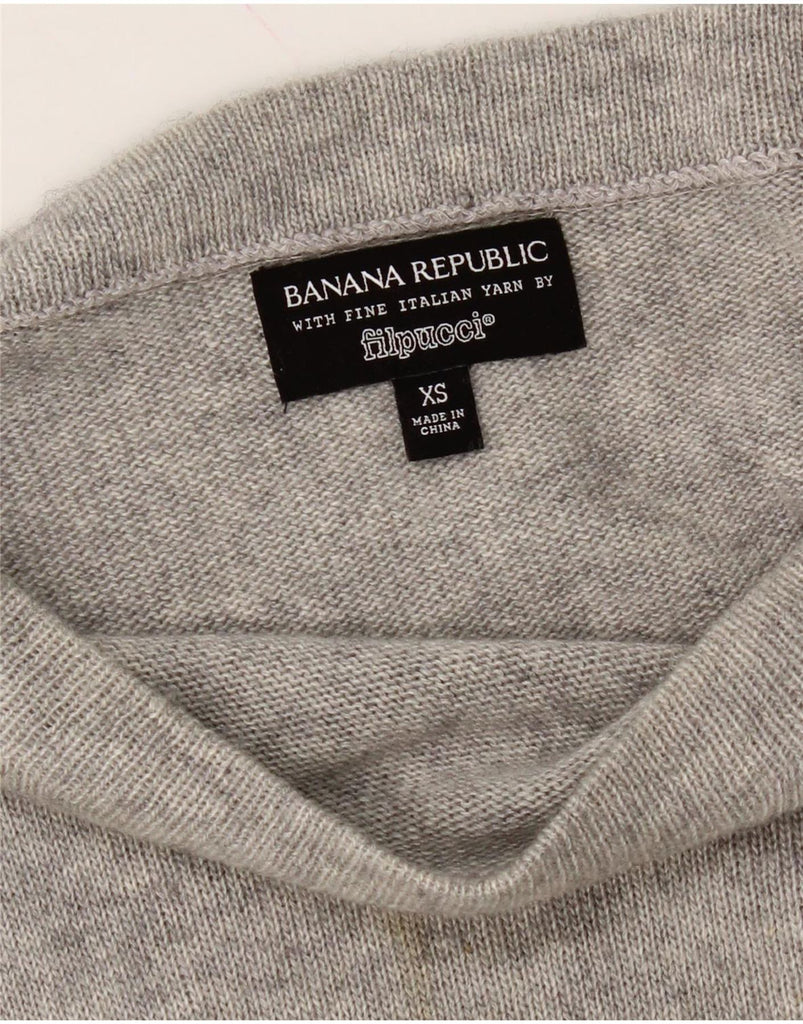 BANANA REPUBLIC
WITH FINE ITALIAN YARN BY
filpucci®
XS
MADE IN
CHINA